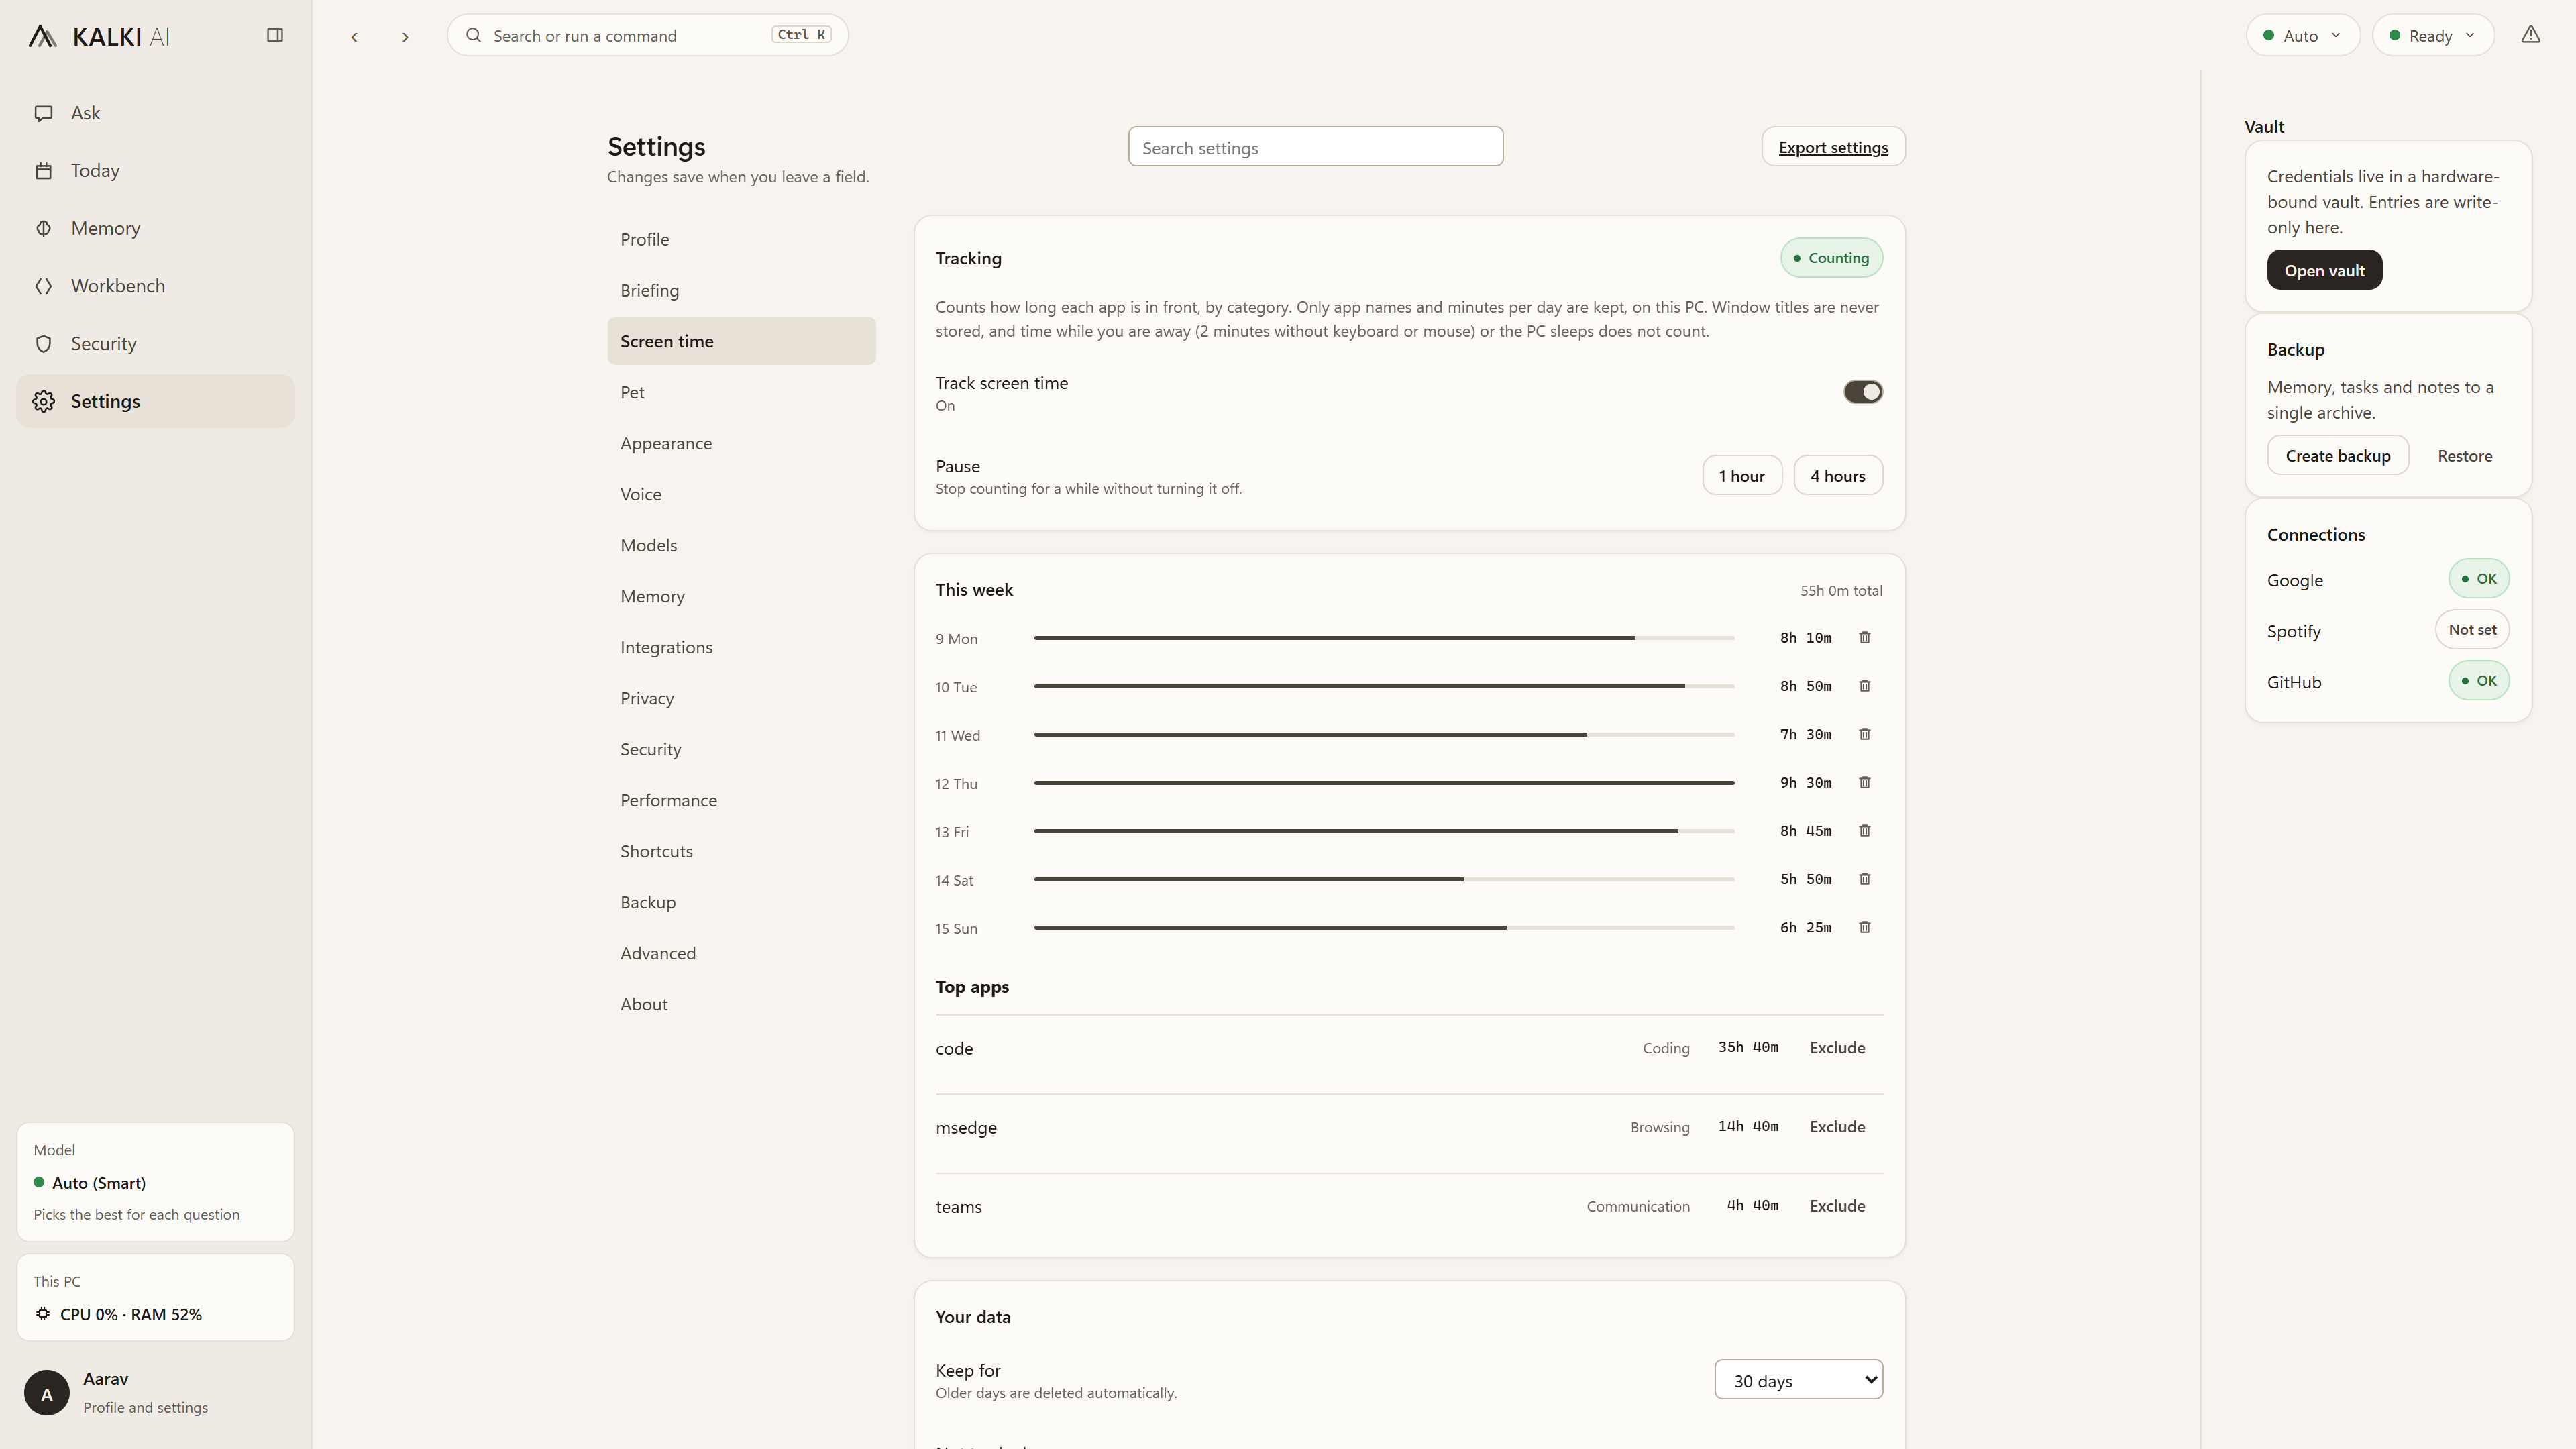 KALKI AI
Search or run a command
Ctrl K
Auto
Ready
Ask
Today
Memory
Workbench
Security
Settings
Model
Auto (Smart)
Picks the best for each question
This PC
CPU 0% · RAM 52%
A
Aarav
Profile and settings
Settings
Changes save when you leave a field.
Search settings
Export settings
Profile
Briefing
Screen time
Pet
Appearance
Voice
Models
Memory
Integrations
Privacy
Security
Performance
Shortcuts
Backup
Advanced
About
Tracking
Counting
Counts how long each app is in front, by category. Only app names and minutes per day are kept, on this PC. Window titles are never
stored, and time while you are away (2 minutes without keyboard or mouse) or the PC sleeps does not count.
Track screen time
On
Pause
Stop counting for a while without turning it off.
1 hour
4 hours
This week
55h 0m total
9 Mon 8h 10m
10 Tue 8h 50m
11 Wed 7h 30m
12 Thu 9h 30m
13 Fri 8h 45m
14 Sat 5h 50m
15 Sun 6h 25m
Top apps
code Coding 35h 40m Exclude
msedge Browsing 14h 40m Exclude
teams Communication 4h 40m Exclude
Your data
Keep for
Older days are deleted automatically.
30 days
Vault
Credentials live in a hardware-
bound vault. Entries are write-
only here.
Open vault
Backup
Memory, tasks and notes to a
single archive.
Create backup
Restore
Connections
Google OK
Spotify Not set
GitHub OK